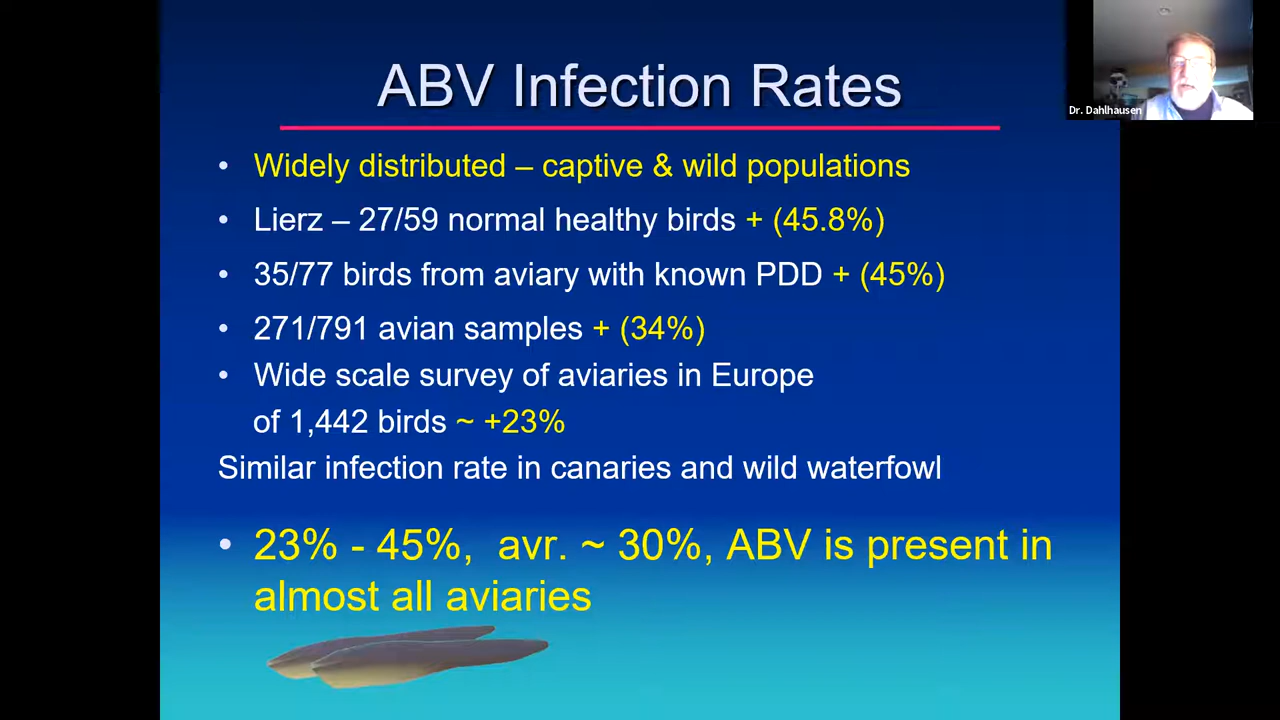 ABV Infection Rates
Dr. Dahlhausen
• Widely distributed – captive & wild populations
• Lierz – 27/59 normal healthy birds + (45.8%)
• 35/77 birds from aviary with known PDD + (45%)
• 271/791 avian samples + (34%)
• Wide scale survey of aviaries in Europe
of 1,442 birds ~ +23%
Similar infection rate in canaries and wild waterfowl
• 23% - 45%, avr. ~ 30%, ABV is present in
almost all aviaries